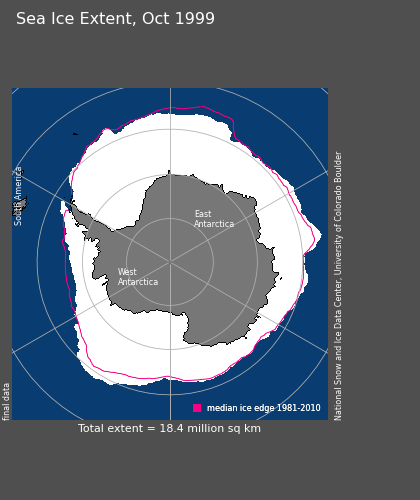 Sea Ice Extent, Oct 1999
South America
East
Antarctica
West
Antarctica
National Snow and Ice Data Center, University of Colorado Boulder
final data
median ice edge 1981-2010
Total extent = 18.4 million sq km